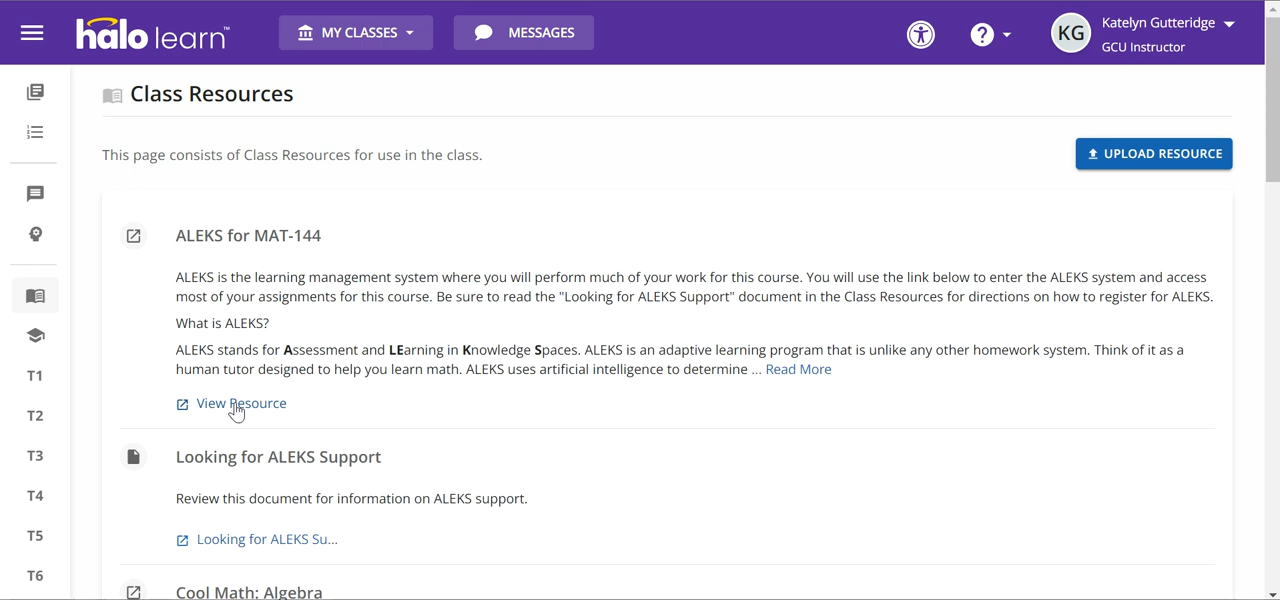 halo learn™
MY CLASSES
MESSAGES
?
KG
Katelyn Gutteridge
GCU Instructor
Class Resources
This page consists of Class Resources for use in the class.
UPLOAD RESOURCE
ALEKS for MAT-144
ALEKS is the learning management system where you will perform much of your work for this course. You will use the link below to enter the ALEKS system and access
most of your assignments for this course. Be sure to read the "Looking for ALEKS Support" document in the Class Resources for directions on how to register for ALEKS.
What is ALEKS?
ALEKS stands for Assessment and LEarning in Knowledge Spaces. ALEKS is an adaptive learning program that is unlike any other homework system. Think of it as a
human tutor designed to help you learn math. ALEKS uses artificial intelligence to determine ... Read More
View Resource
Looking for ALEKS Support
Review this document for information on ALEKS support.
Looking for ALEKS Su...
Cool Math: Algebra
T1
T2
T3
T4
T5
T6